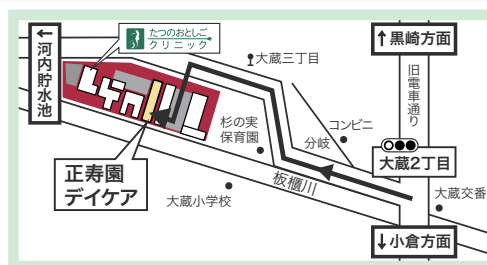 たつのおとしご
クリニック
←河内貯水池
大蔵三丁目
↑黒崎方面
旧電車通り
コンビニ
杉の実
保育園
分岐
大蔵2丁目
正寿園
デイケア
板櫃川
大蔵小学校
大蔵交番
↓小倉方面